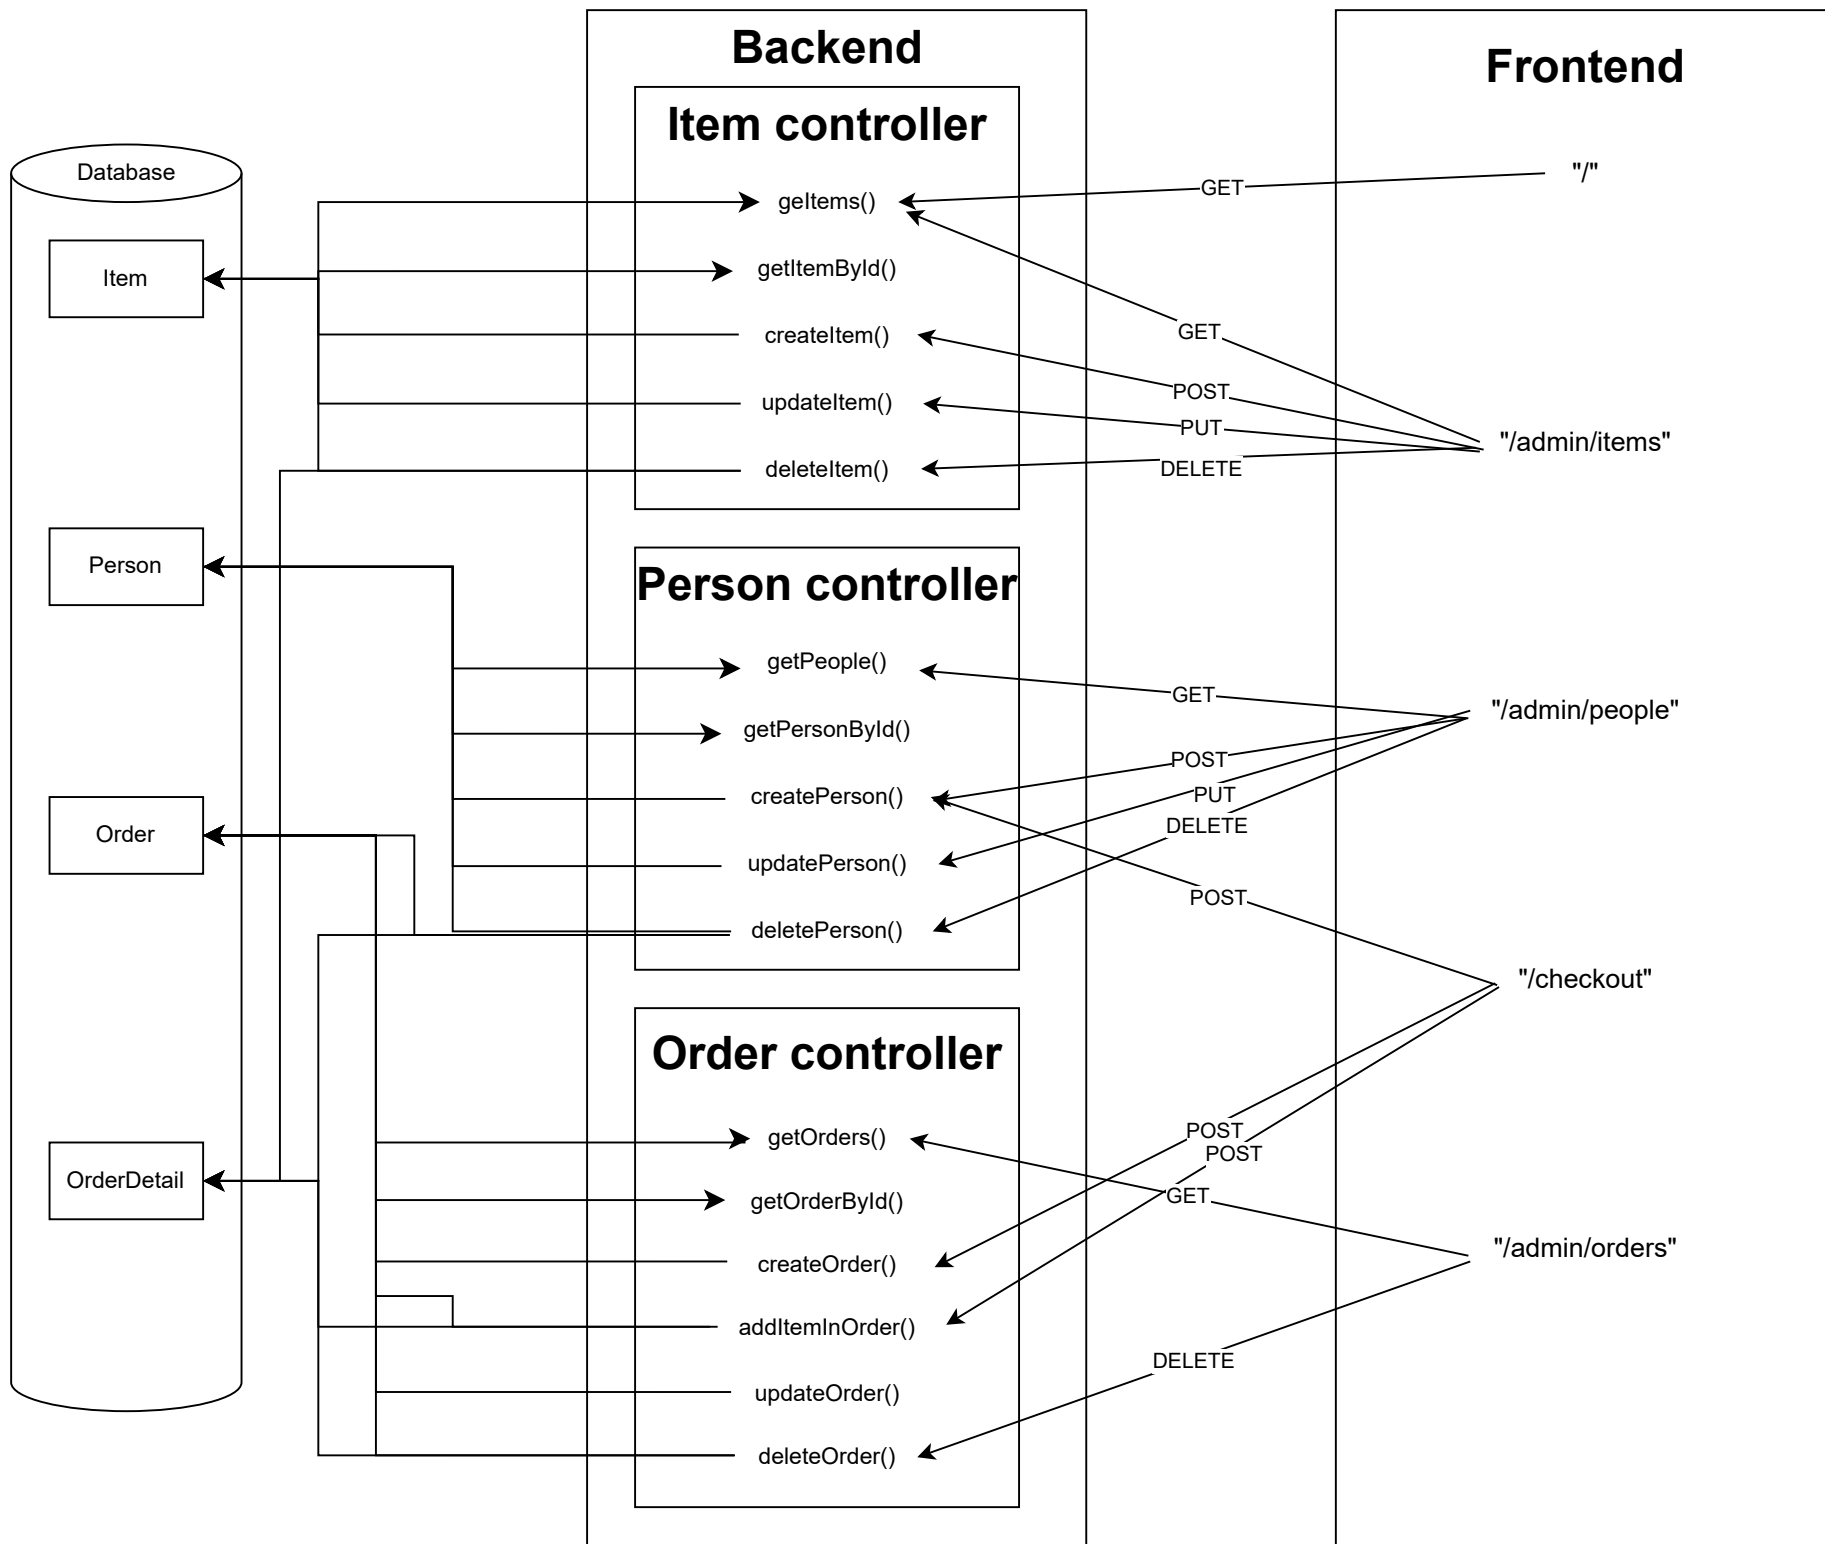 Backend
Frontend
Item controller
Database
"/"
GET
geItems()
getItemById()
Item
GET
createItem()
POST
updateItem()
PUT
"/admin/items"
deleteItem()
DELETE
Person
Person controller
getPeople()
GET
"/admin/people"
getPersonById()
POST
createPerson()
PUT
DELETE
Order
updatePerson()
POST
deletePerson()
"/checkout"
Order controller
getOrders()
POST
POST
OrderDetail
getOrderById()
GET
createOrder()
"/admin/orders"
addItemInOrder()
DELETE
updateOrder()
deleteOrder()